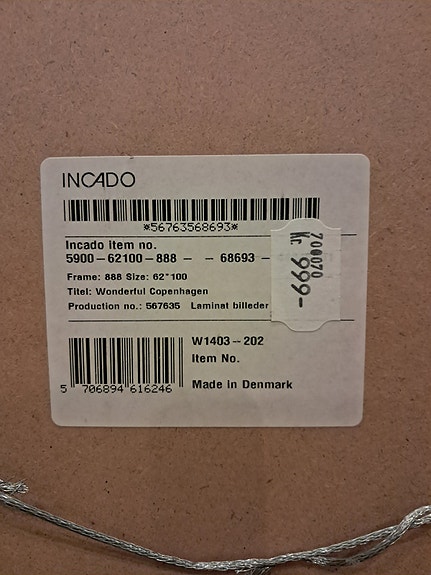 INCADO
*56763568693*
Incado item no.
5900-62100-888 - - 68693 -
Frame: 888 Size: 62*100
Titel: Wonderful Copenhagen
Production no.: 567635 Laminat billeder
700070
kr. 999.-
W1403--202
Item No.
5 706894 616246
Made in Denmark